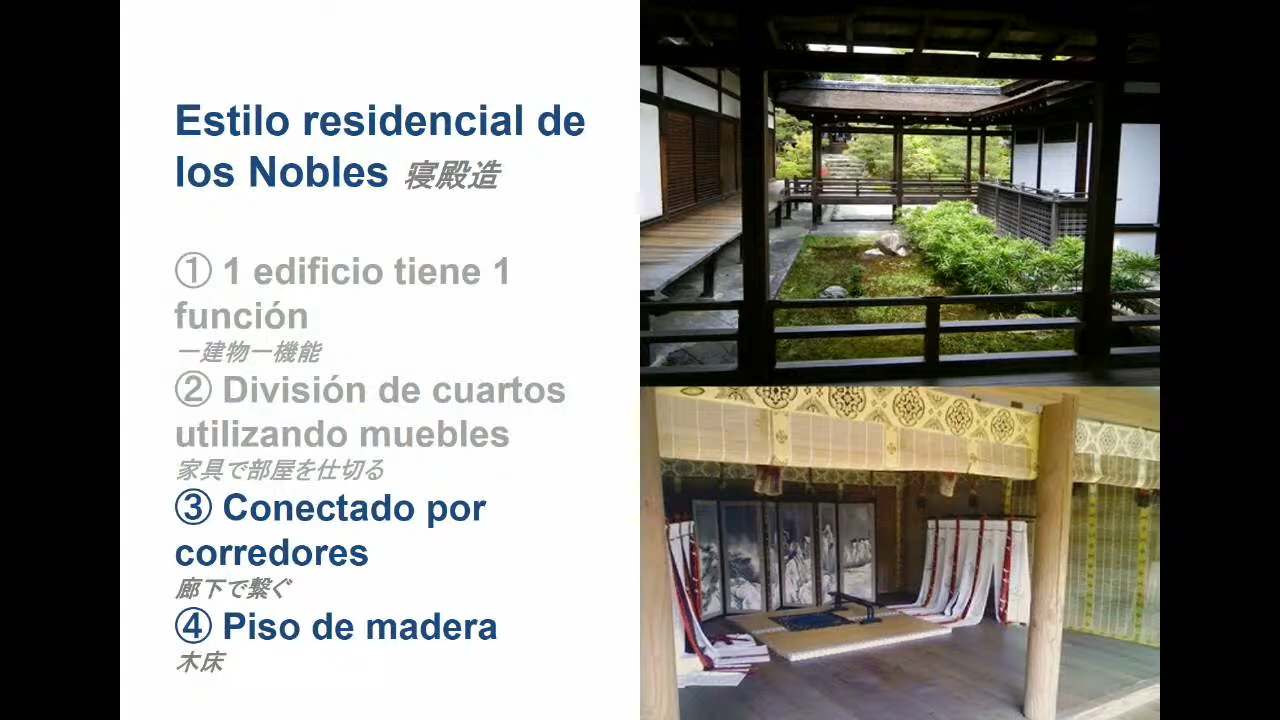 Estilo residencial de
los Nobles 寝殿造
① 1 edificio tiene 1
función
一建物一機能
② División de cuartos
utilizando muebles
家具で部屋を仕切る
③ Conectado por
corredores
廊下で繋ぐ
④ Piso de madera
木床